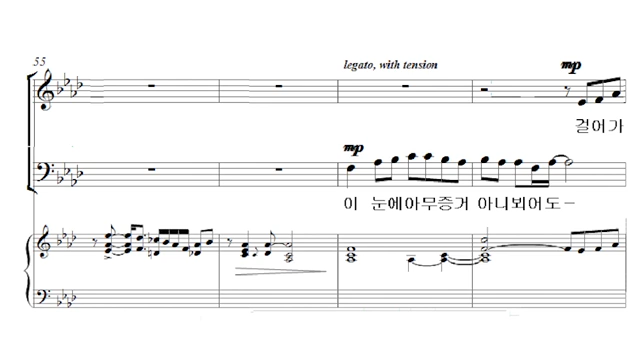 55
legato, with tension
mp
걸어가
mp
이 눈에아무증거 아니뵈어도-